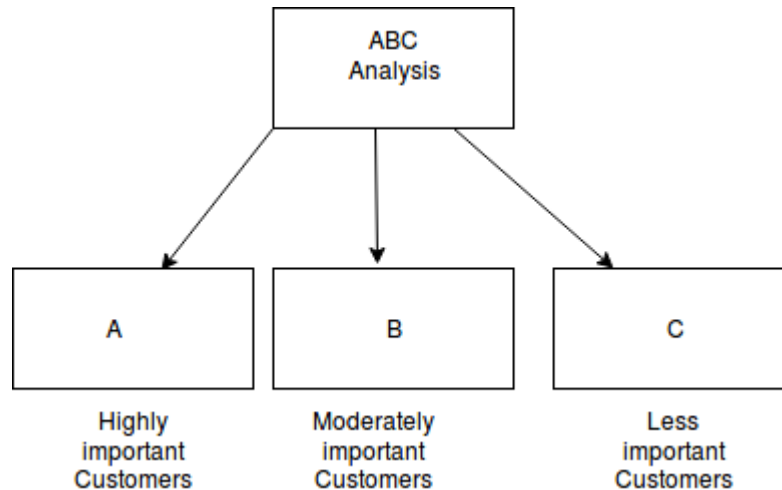 ABC
Analysis
A
B
C
Highly
important
Customers
Moderately
important
Customers
Less
important
Customers